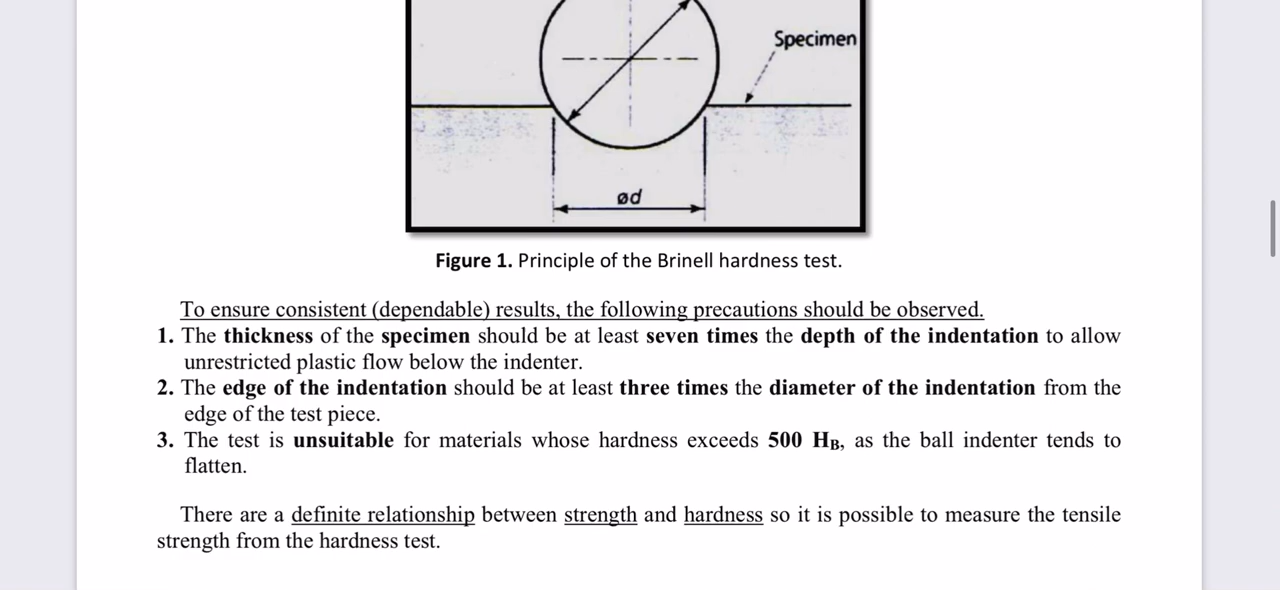 Specimen
ød
Figure 1. Principle of the Brinell hardness test.
To ensure consistent (dependable) results, the following precautions should be observed.
1. The thickness of the specimen should be at least seven times the depth of the indentation to allow
unrestricted plastic flow below the indenter.
2. The edge of the indentation should be at least three times the diameter of the indentation from the
edge of the test piece.
3. The test is unsuitable for materials whose hardness exceeds 500 HB, as the ball indenter tends to
flatten.
There are a definite relationship between strength and hardness so it is possible to measure the tensile
strength from the hardness test.